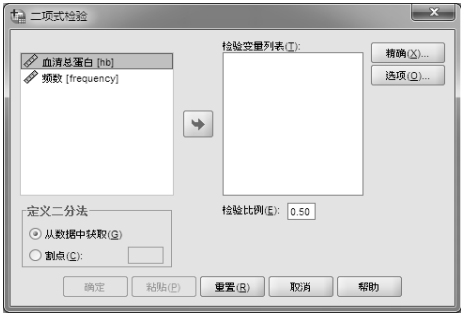 二项式检验
血清总蛋白 [hb]
频数 [frequency]
检验变量列表(T):
精确(X)...
选项(O)...
定义二分法
从数据中获取(G)
割点(C):
检验比例(E): 0.50
确定 粘贴(P) 重置(R) 取消 帮助